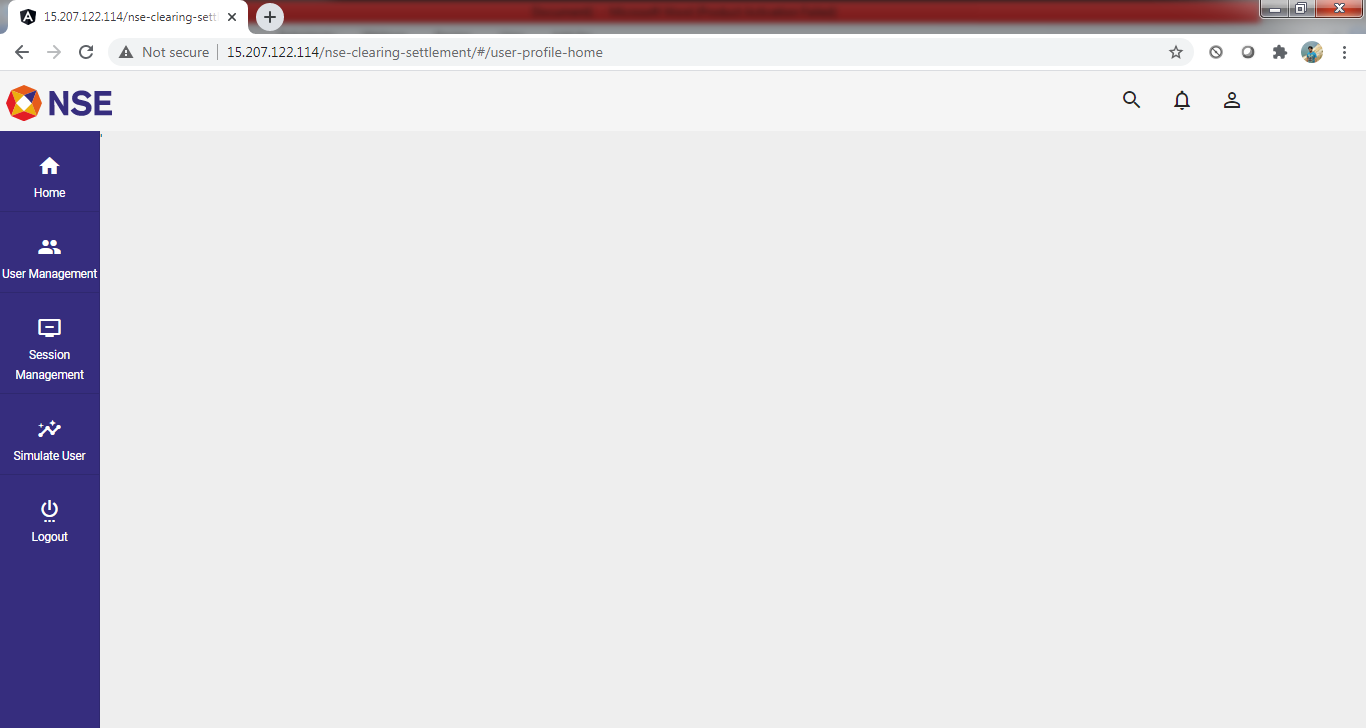 15.207.122.114/nse-clearing-sett
Not secure
15.207.122.114/nse-clearing-settlement/#/user-profile-home
NSE
Home
User Management
Session
Management
Simulate User
Logout